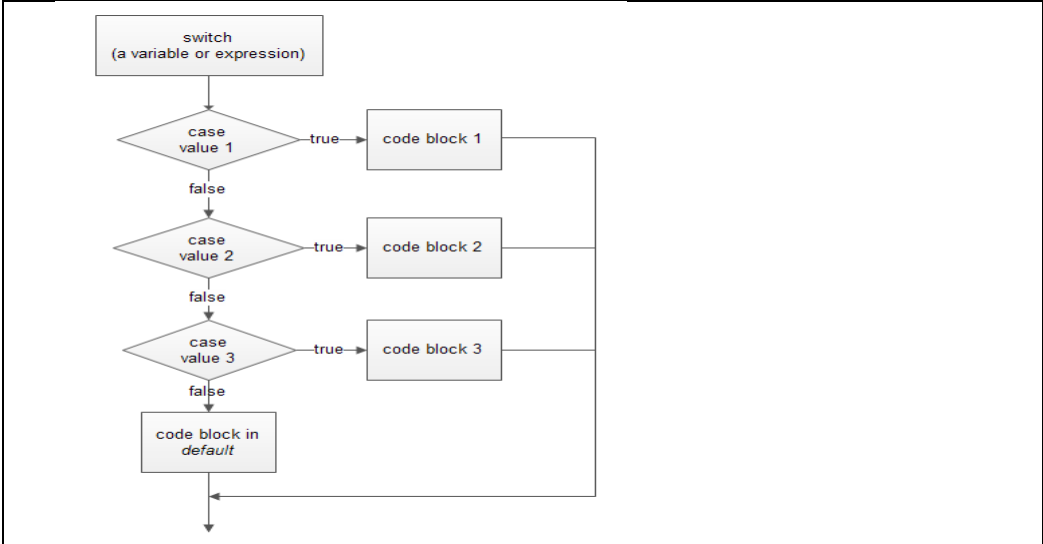 switch
(a variable or expression)
case
value 1
true
code block 1
false
case
value 2
true
code block 2
false
case
value 3
true
code block 3
false
code block in
default